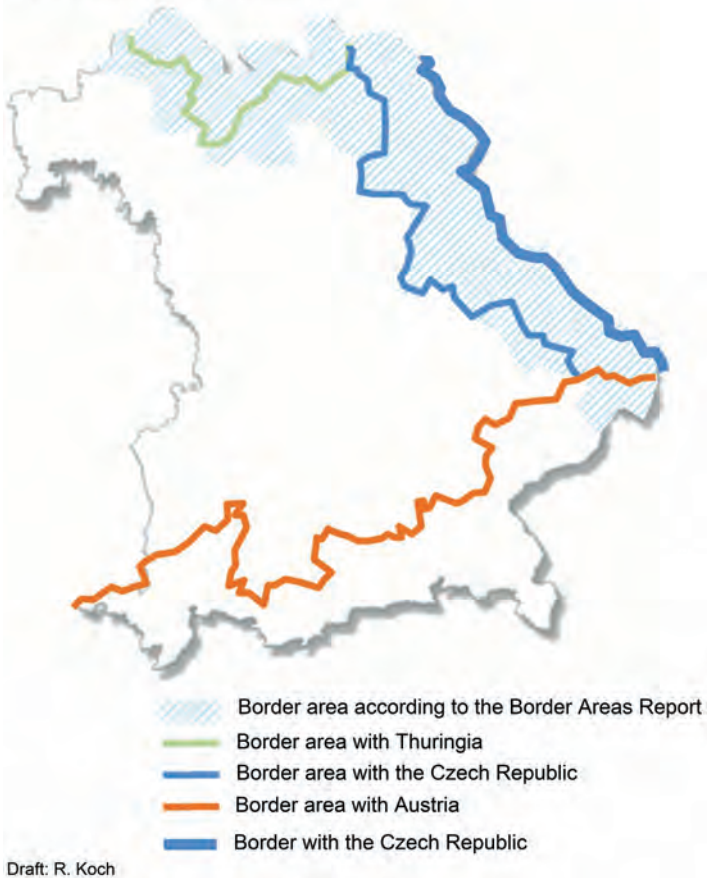 Border area according to the Border Areas Report
Border area with Thuringia
Border area with the Czech Republic
Border area with Austria
Border with the Czech Republic
Draft: R. Koch